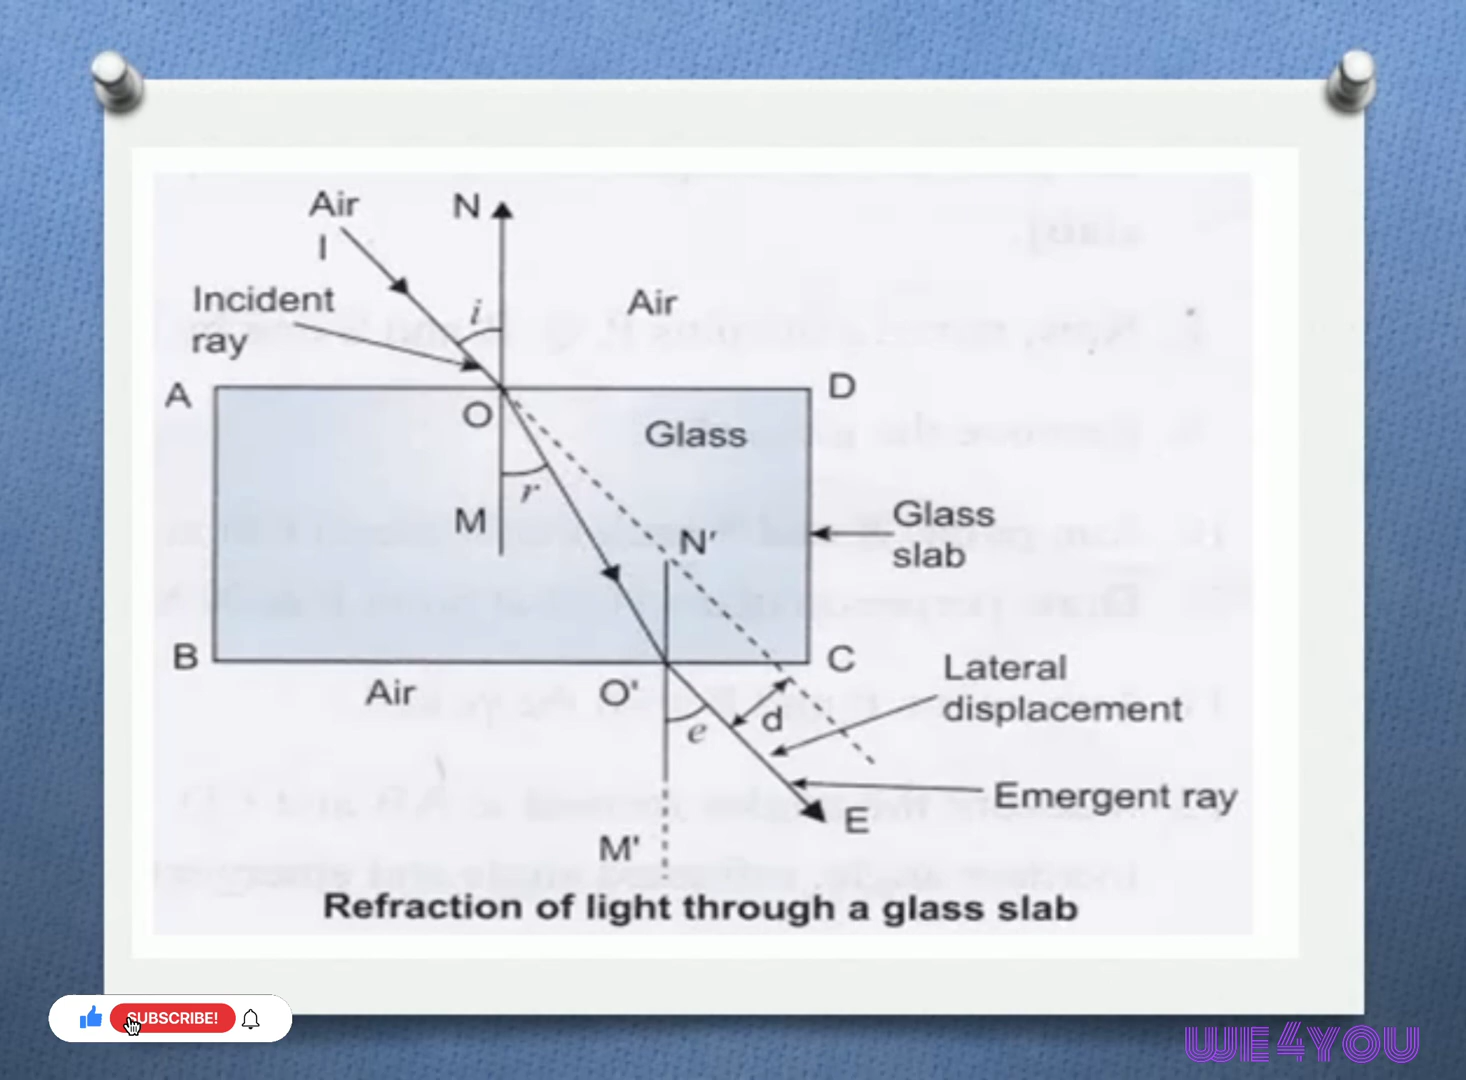 Air
N
I
Incident
ray
i
Air
A
D
O
Glass
r
M
Glass
slab
N'
B
C
Air
O'
Lateral
displacement
d
e
Emergent ray
E
M'
Refraction of light through a glass slab
SUBSCRIBE!
WE4YOU